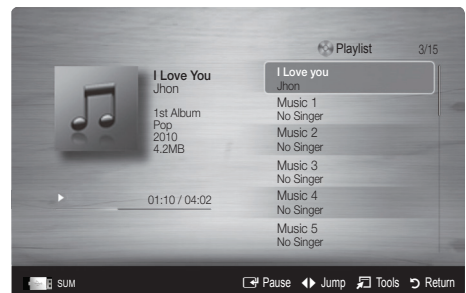 Playlist 3/15
I Love You
Jhon
1st Album
Pop
2010
4.2MB
01:10 / 04:02
I Love you
Jhon
Music 1
No Singer
Music 2
No Singer
Music 3
No Singer
Music 4
No Singer
Music 5
No Singer
SUM Pause Jump Tools Return